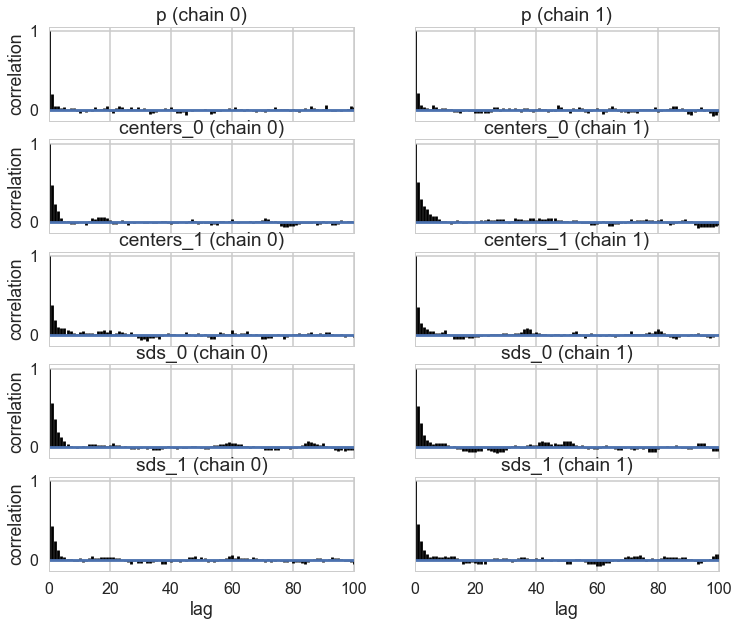 p (chain 0)
p (chain 1)
1
correlation
0
centers_0 (chain 0)
centers_0 (chain 1)
1
correlation
0
centers_1 (chain 0)
centers_1 (chain 1)
1
correlation
0
sds_0 (chain 0)
sds_0 (chain 1)
1
correlation
0
sds_1 (chain 0)
sds_1 (chain 1)
1
correlation
0
0 20 40 60 80 100
0 20 40 60 80 100
lag
lag